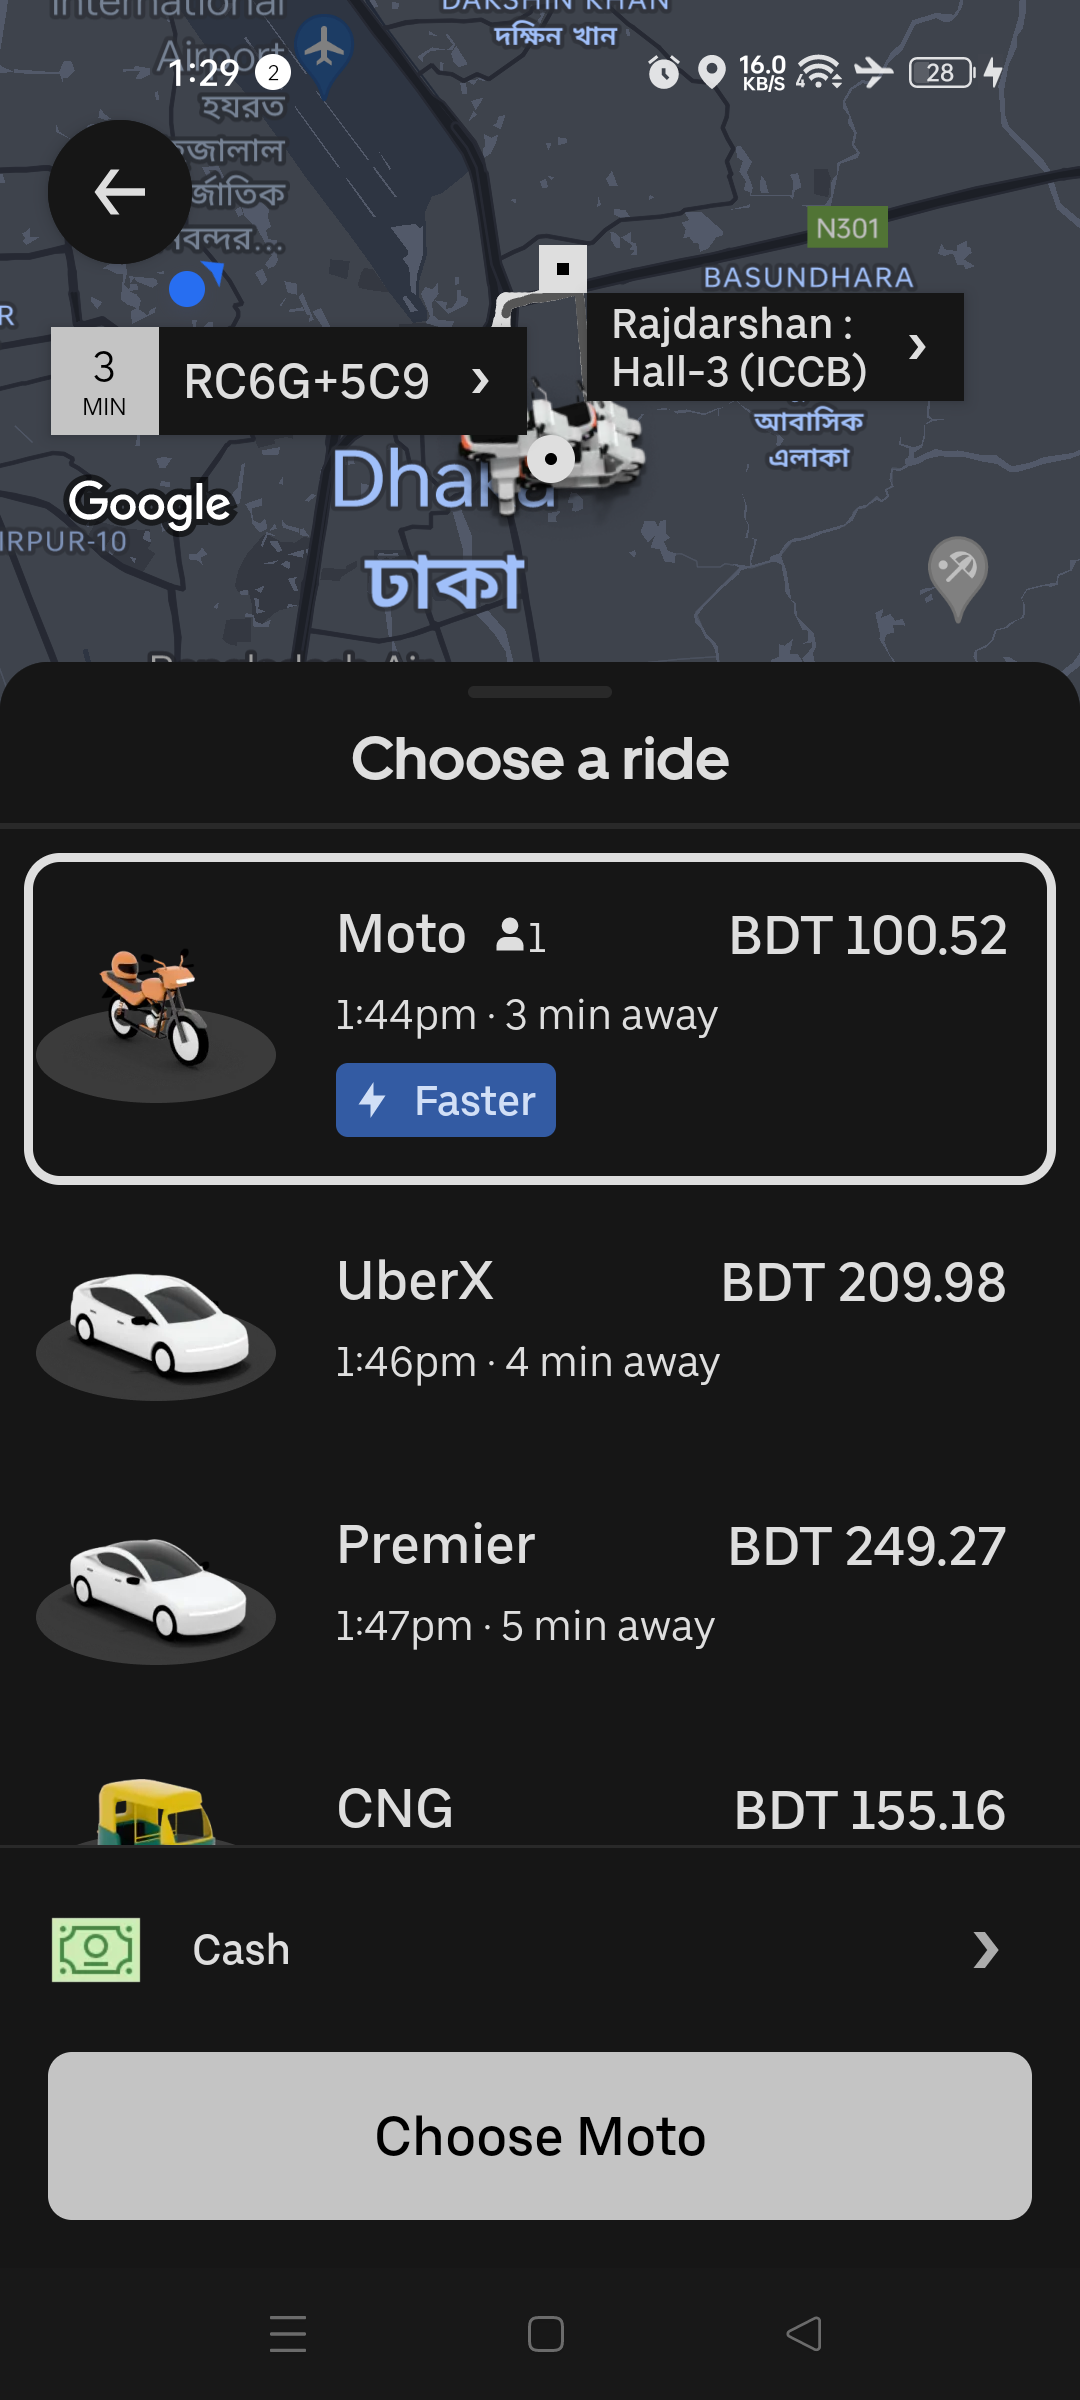 International
Airport
DAKSHIN KHAN
দক্ষিন খান
1:29
2
16.0
KB/S
4
28
হযরত
র্জাতিক
N301
BASUNDHARA
Rajdarshan :
Hall-3 (ICCB)
3
MIN
RC6G+5C9
আবাসিক
এলাকা
Dhaka
ঢাকা
Google
IRPUR-10
Choose a ride
Moto 1
BDT 100.52
1:44pm · 3 min away
Faster
UberX
BDT 209.98
1:46pm · 4 min away
Premier
BDT 249.27
1:47pm · 5 min away
CNG
BDT 155.16
Cash
Choose Moto